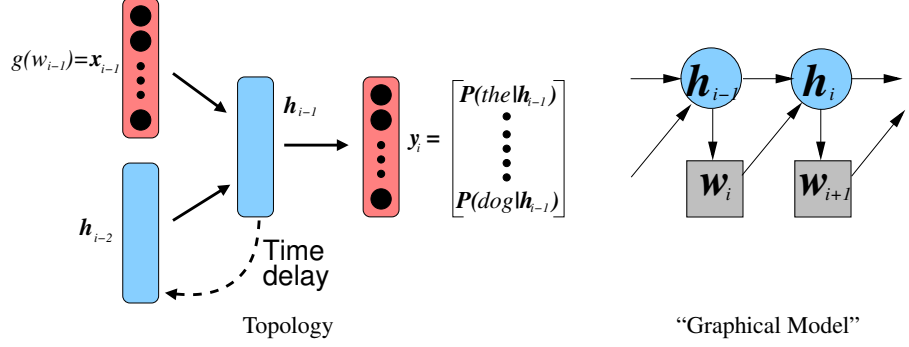 g(w_{i−1})=x_{i−1}
h_{i−2}
h_{i−1}
Time
delay
y_i =
P(the|h_{i−1})
P(dog|h_{i−1})
Topology
h_{i−1}
h_i
w_i
w_{i+1}
“Graphical Model”